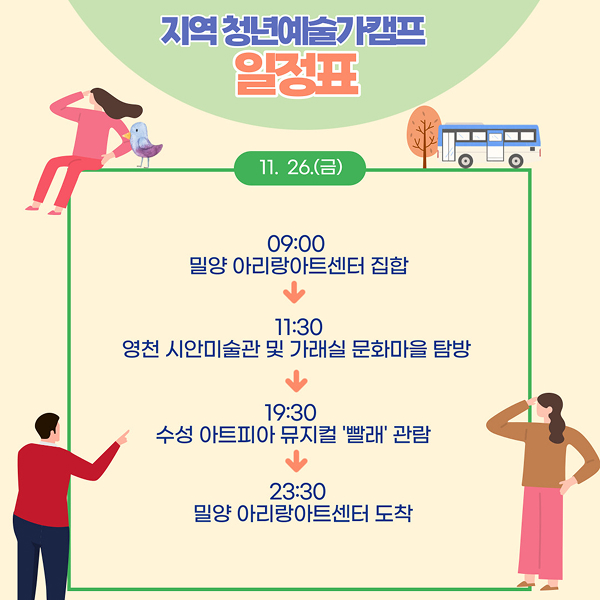 지역 청년예술가캠프
일정표
11. 26.(금)
09:00
밀양 아리랑아트센터 집합
11:30
영천 시안미술관 및 가래실 문화마을 탐방
19:30
수성 아트피아 뮤지컬 '빨래' 관람
23:30
밀양 아리랑아트센터 도착